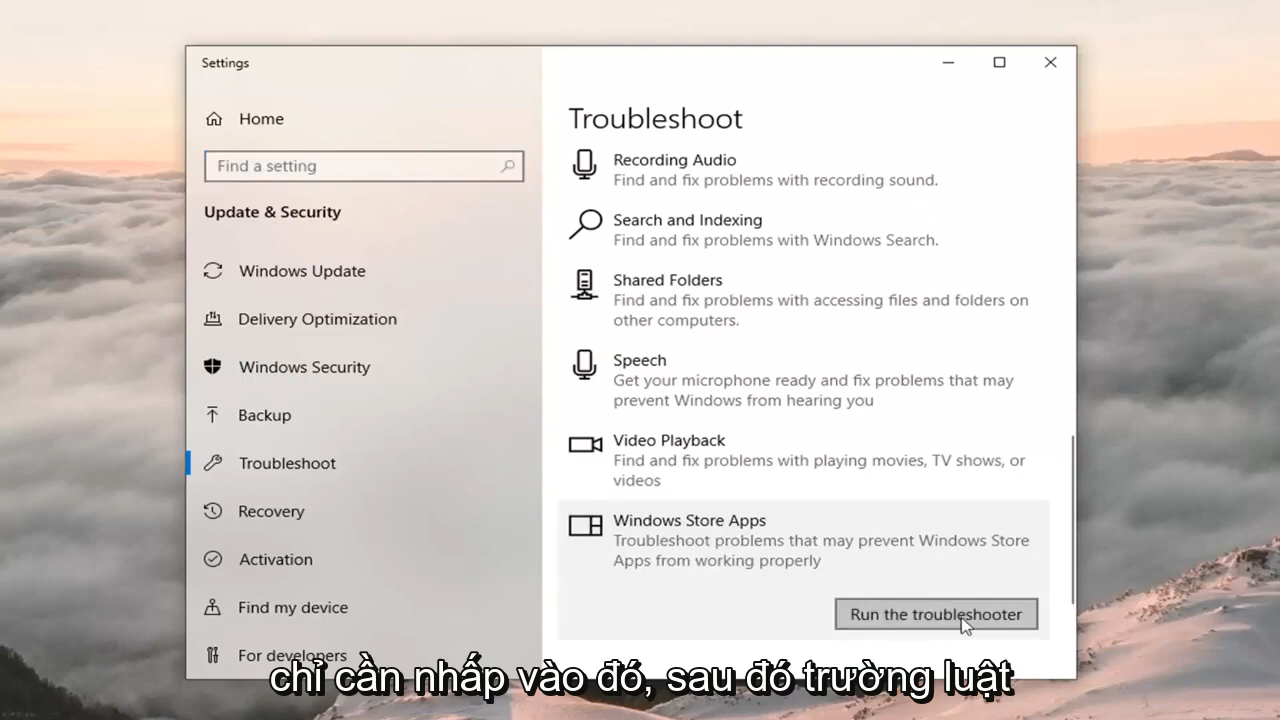 Settings
Home
Find a setting
Update & Security
Windows Update
Delivery Optimization
Windows Security
Backup
Troubleshoot
Recovery
Activation
Find my device
For developers
Troubleshoot
Recording Audio
Find and fix problems with recording sound.
Search and Indexing
Find and fix problems with Windows Search.
Shared Folders
Find and fix problems with accessing files and folders on
other computers.
Speech
Get your microphone ready and fix problems that may
prevent Windows from hearing you
Video Playback
Find and fix problems with playing movies, TV shows, or
videos
Windows Store Apps
Troubleshoot problems that may prevent Windows Store
Apps from working properly
Run the troubleshooter
chỉ cần nhấp vào đó, sau đó trường luật